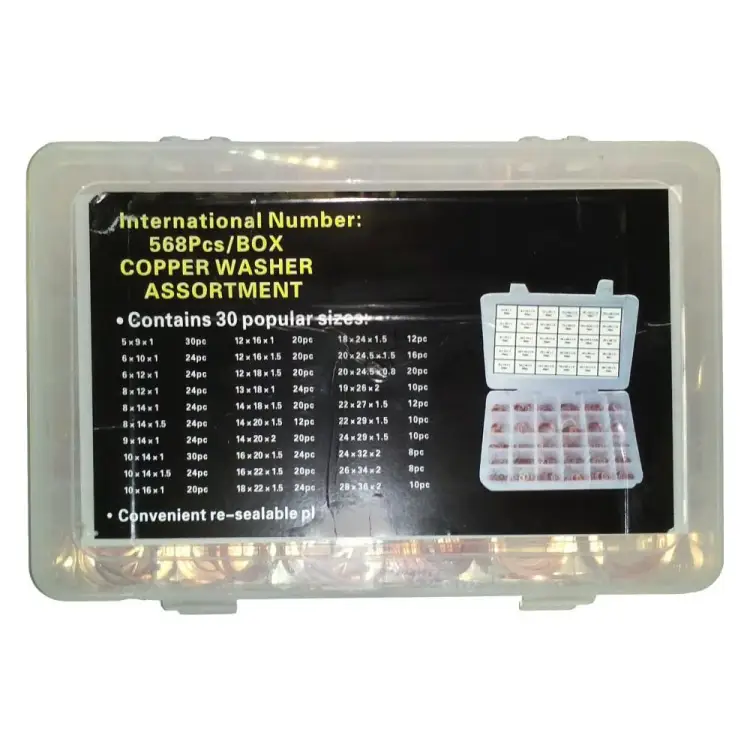 International Number:
568Pcs/BOX
COPPER WASHER
ASSORTMENT
• Contains 30 popular sizes:
5×9×1 30pc 12×16×1 20pc 18×24×1.5 12pc
6×10×1 24pc 12×16×1.5 20pc 20×24.5×1.5 16pc
6×12×1 24pc 12×18×1.5 20pc 20×24.5×0.8 20pc
8×12×1 24pc 13×18×1 24pc 19×26×2 10pc
8×14×1 24pc 14×18×1.5 20pc 22×27×1.5 12pc
8×14×1.5 24pc 14×20×1.5 12pc 22×29×1.5 10pc
9×14×1 24pc 14×20×2 20pc 24×29×1.5 10pc
10×14×1 30pc 16×20×1.5 24pc 24×32×2 8pc
10×14×1.5 24pc 16×22×1.5 20pc 26×34×2 8pc
10×16×1 20pc 18×22×1.5 24pc 28×36×2 10pc
• Convenient re-sealable pl